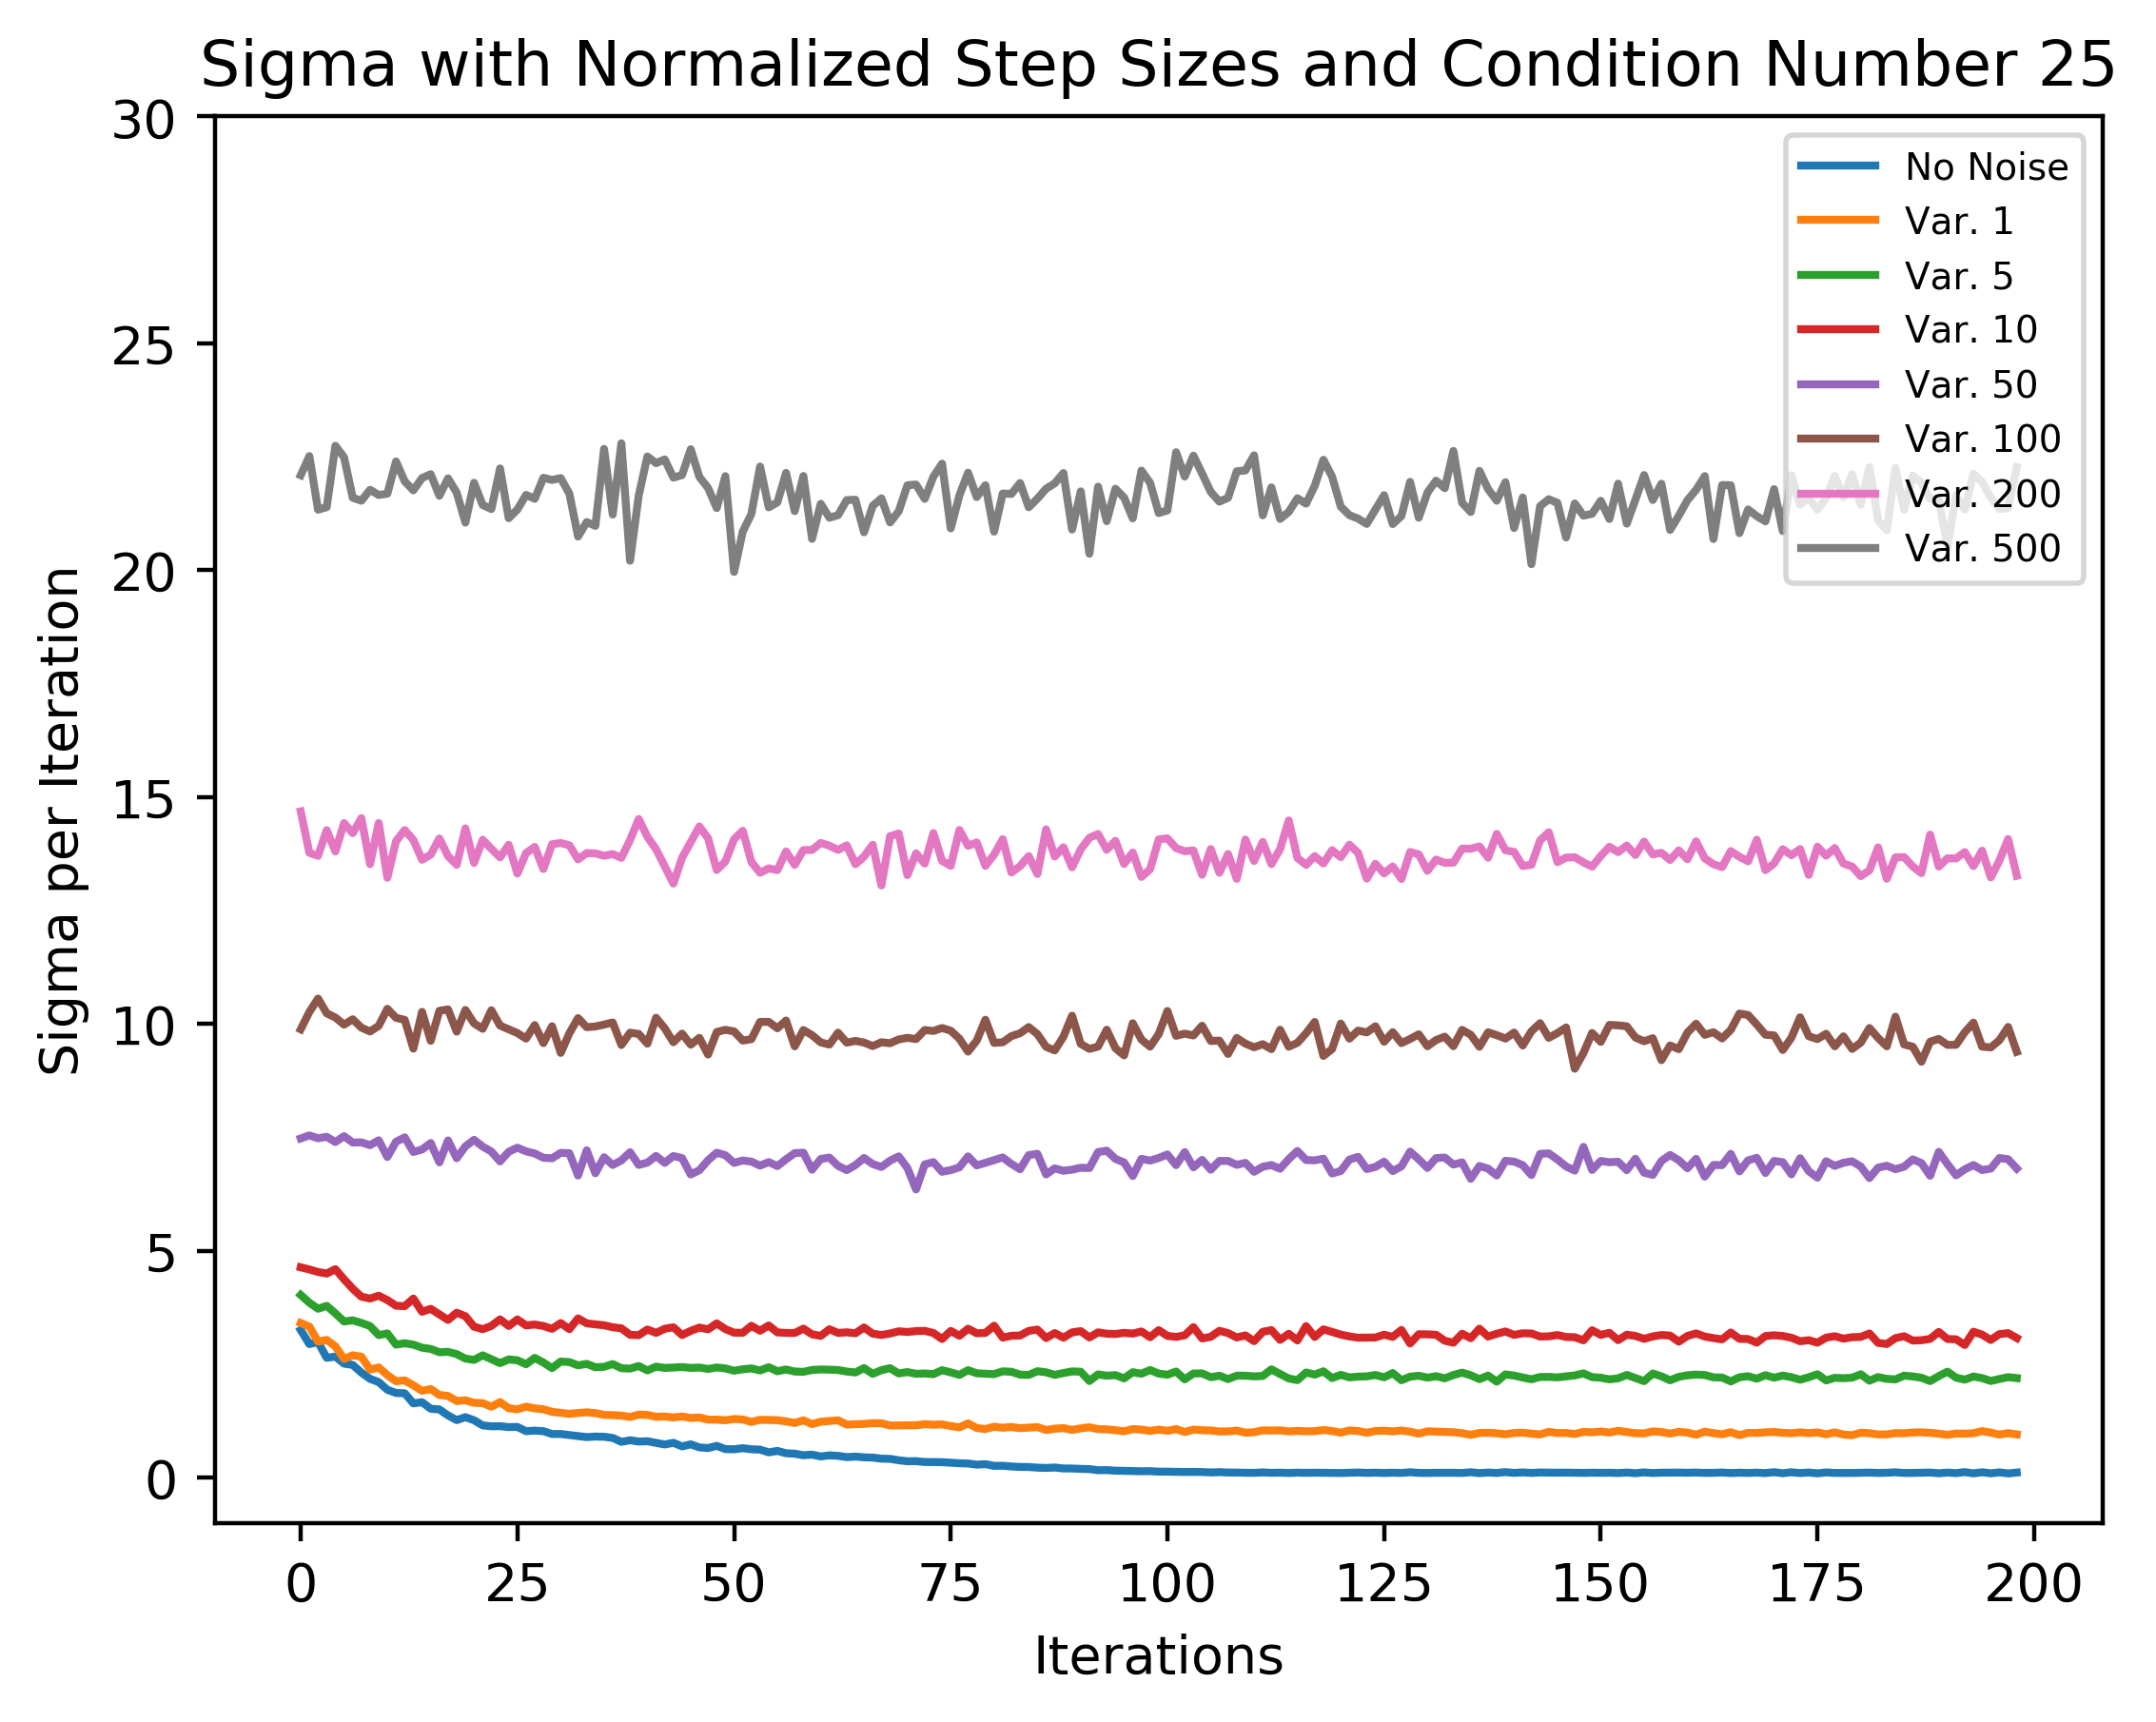 Sigma with Normalized Step Sizes and Condition Number 25
30
25
20
15
10
5
0
Sigma per Iteration
No Noise
Var. 1
Var. 5
Var. 10
Var. 50
Var. 100
Var. 200
Var. 500
0 25 50 75 100 125 150 175 200
Iterations